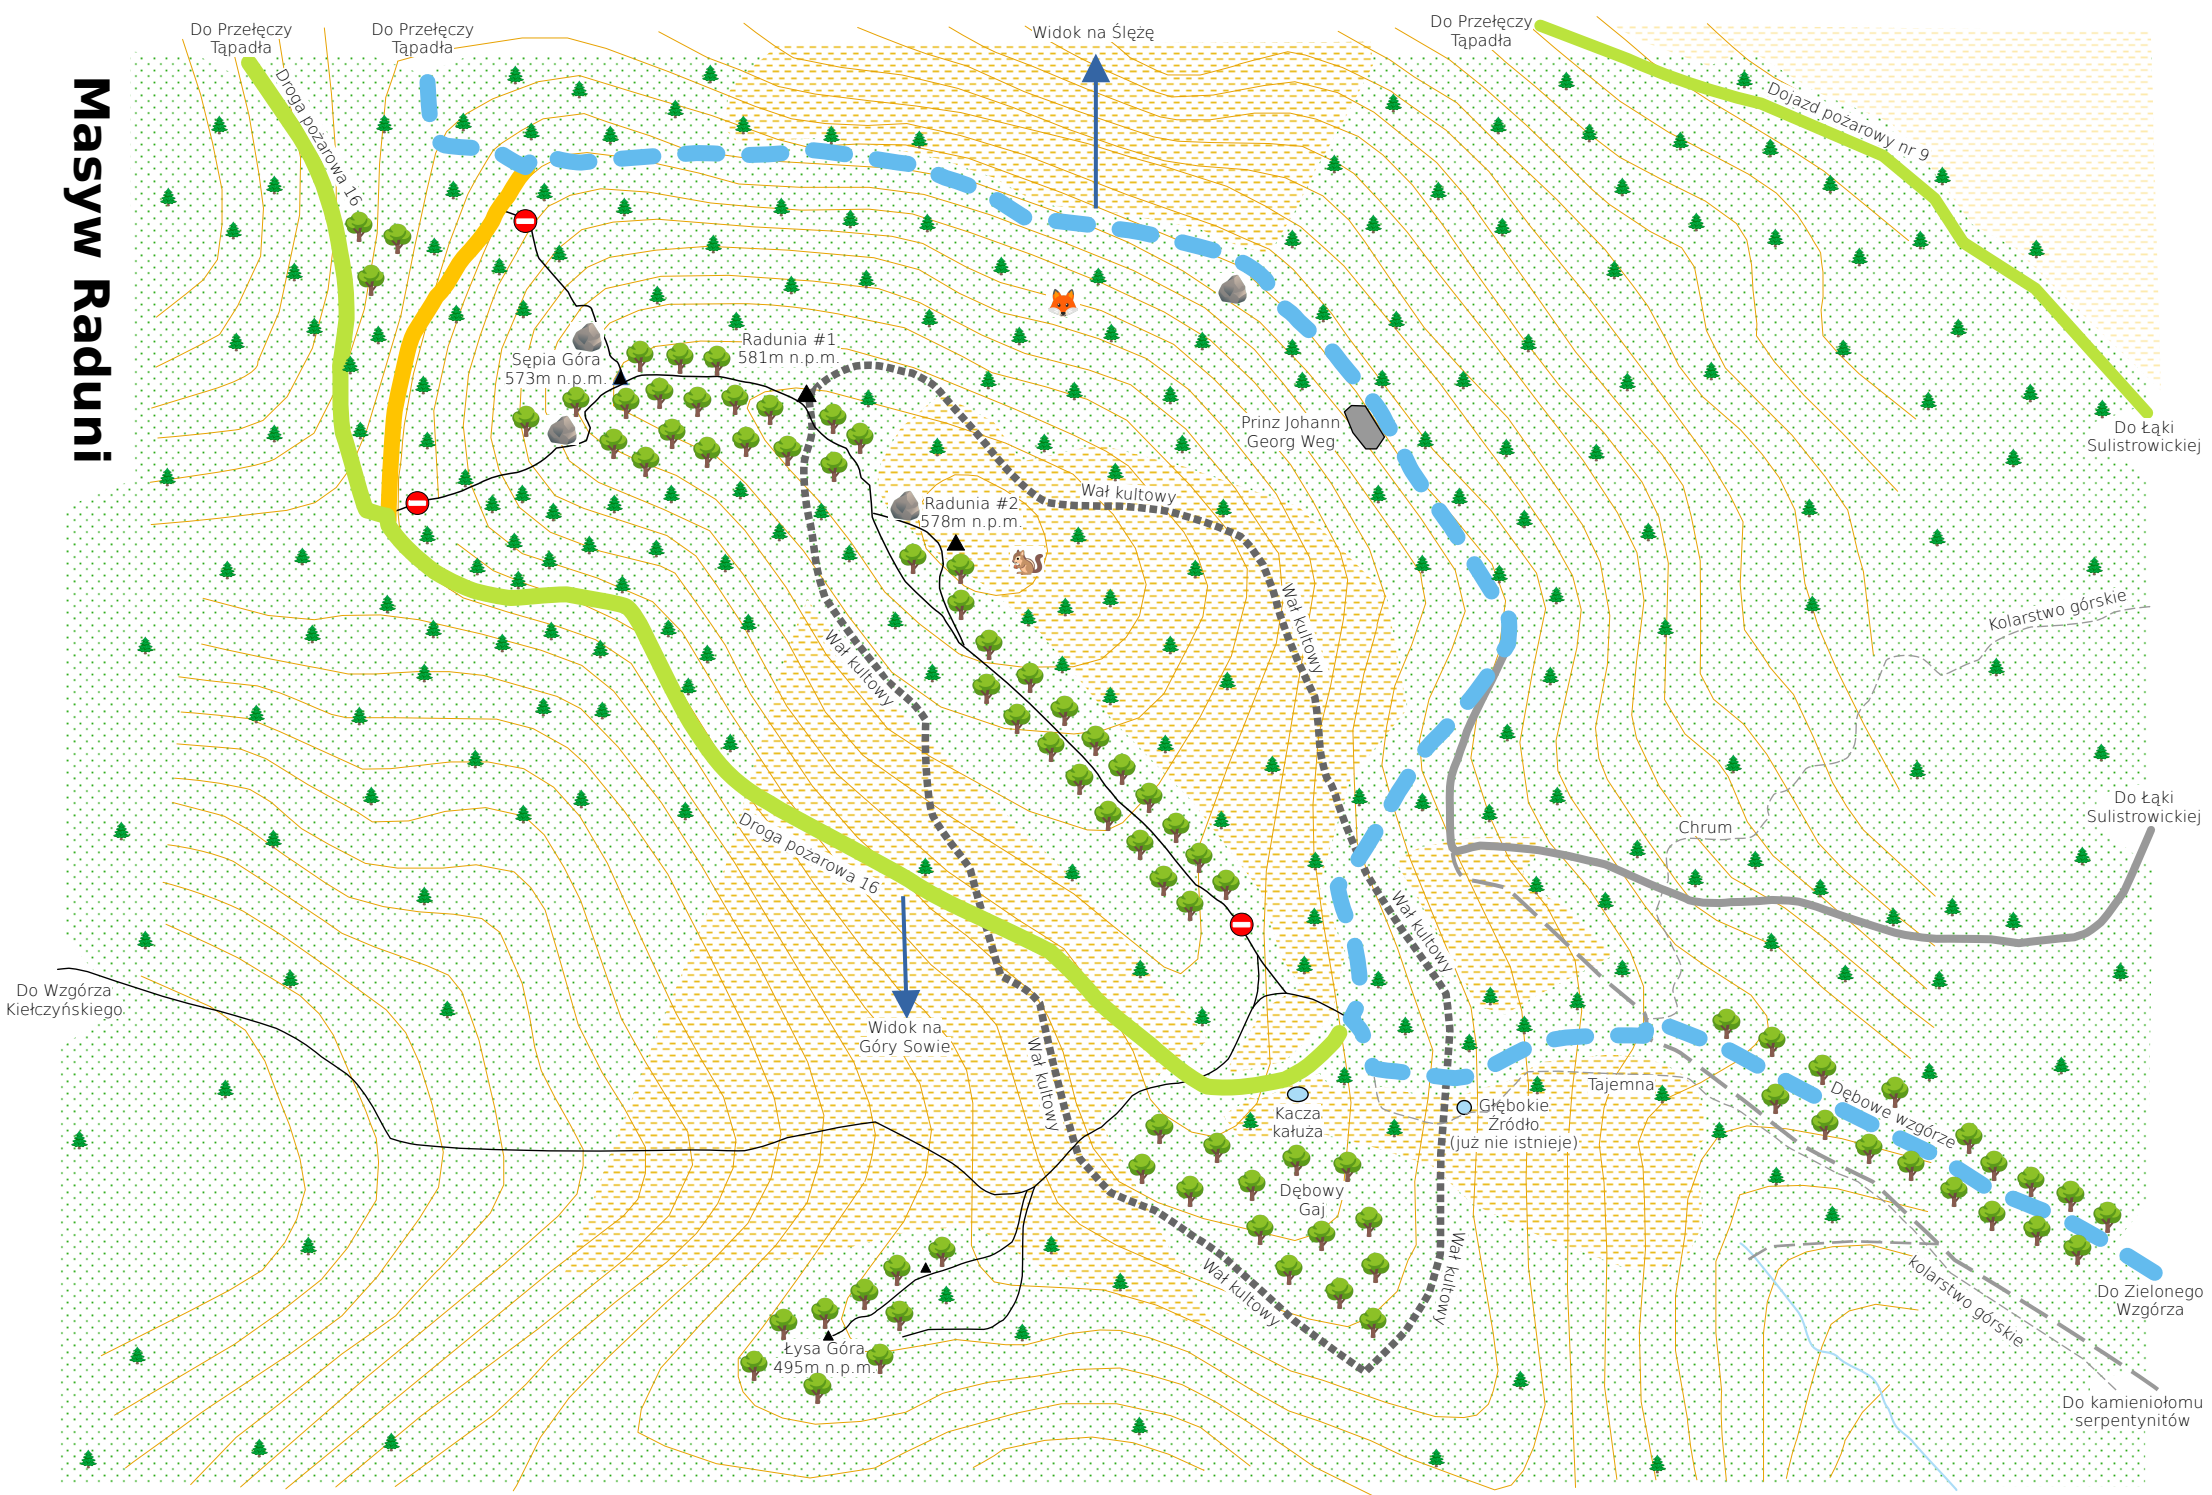 Masyw Raduni
Do Przełęczy
Tąpadła
Do Przełęczy
Tąpadła
Widok na Ślężę
Do Przełęczy
Tąpadła
Droga pożarowa 16
Dojazd pożarowy nr 9
Radunia #1
581m n.p.m.
Sępia Góra
573m n.p.m.
Prinz Johann
Georg Weg
Do Łąki
Sulistrowickiej
Wał kultowy
Radunia #2
578m n.p.m.
Wał kultowy
Kolarstwo górskie
Wał kultowy
Do Łąki
Sulistrowickiej
Chrum
Droga pożarowa 16
Wał kultowy
Do Wzgórza
Kiełczyńskiego
Widok na
Góry Sowie
Wał kultowy
Tajemna
Kacza
kałuża
Głębokie
Źródło
(już nie istnieje)
Dębowe wzgórze
Dębowy
Gaj
Wał kultowy
Wał kultowy
kolarstwo górskie
Do Zielonego
Wzgórza
Łysa Góra
495m n.p.m.
Do kamieniołomu
serpentynitów